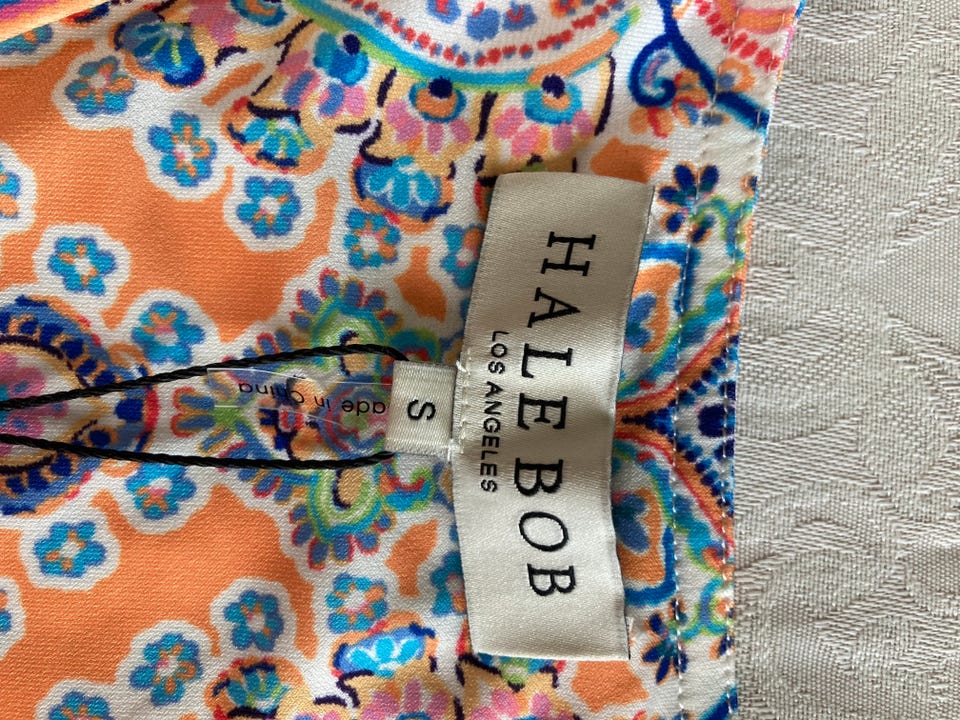 HALE BOB
LOS ANGELES
S
ade in China